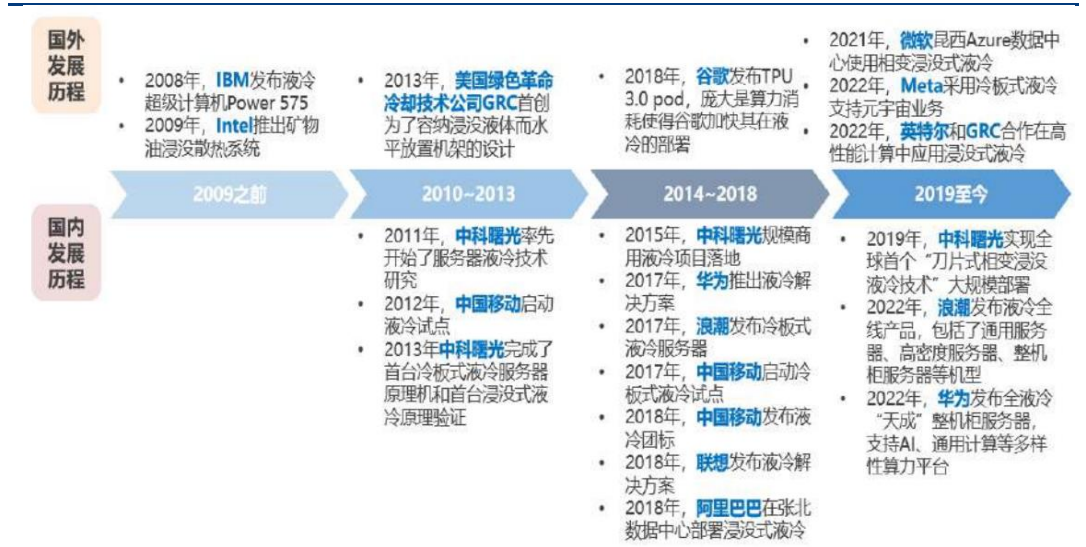 国外
发展
历程
• 2008年，IBM发布液冷
超级计算机Power 575
• 2009年，Intel推出矿物
油浸没散热系统
• 2013年，美国绿色革命
冷却技术公司GRC首创
为了容纳浸没液体而水
平放置机架的设计
• 2018年，谷歌发布TPU
3.0 pod，庞大是算力消
耗使得谷歌加快其在液
冷的部署
• 2021年，微软昆西Azure数据中
心使用相变浸没式液冷
• 2022年，Meta采用冷板式液冷
支持元宇宙业务
• 2022年，英特尔和GRC合作在高
性能计算中应用浸没式液冷
2009之前
2010~2013
2014~2018
2019至今
国内
发展
历程
• 2011年，中科曙光率先
开始了服务器液冷技术
研究
• 2012年，中国移动启动
液冷试点
• 2013年中科曙光完成了
首台冷板式液冷服务器
原理机和首台浸没式液
冷原理验证
• 2015年，中科曙光规模商
用液冷项目落地
• 2017年，华为推出液冷解
决方案
• 2017年，浪潮发布冷板式
液冷服务器
• 2017年，中国移动启动冷
板式液冷试点
• 2018年，中国移动发布液
冷团标
• 2018年，联想发布液冷解
决方案
• 2018年，阿里巴巴在张北
数据中心部署浸没式液冷
• 2019年，中科曙光实现全
球首个“刀片式相变浸没
液冷技术”大规模部署
• 2022年，浪潮发布液冷全
线产品，包括了通用服务
器、高密度服务器、整机
柜服务器等机型
• 2022年，华为发布全液冷
“天成”整机柜服务器，
支持AI、通用计算等多样
性算力平台